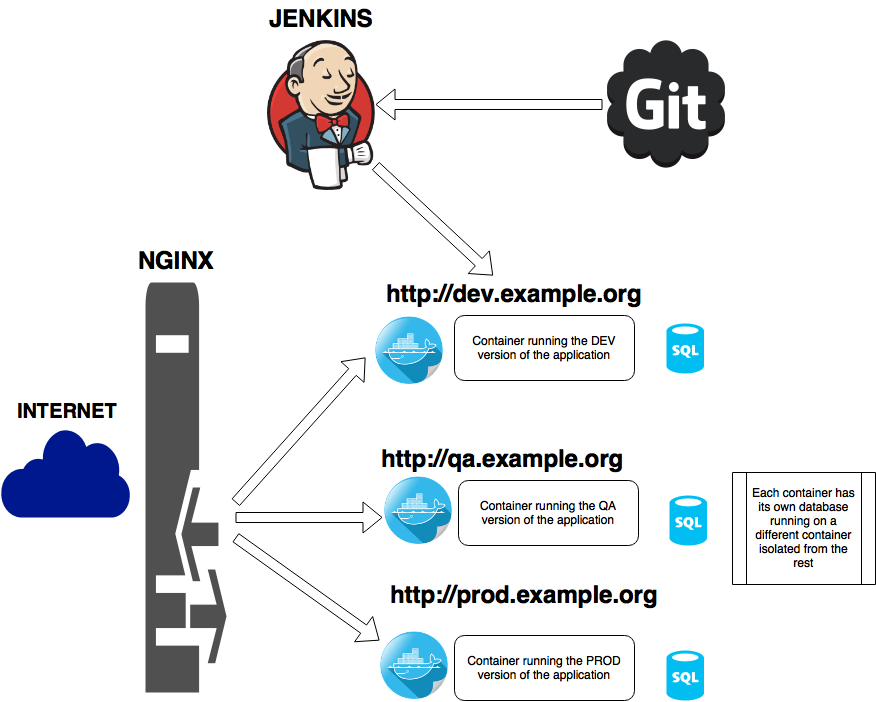 JENKINS
Git
NGINX
http://dev.example.org
Container running the DEV
version of the application
SQL
INTERNET
http://qa.example.org
Container running the QA
version of the application
SQL
Each container has
its own database
running on a
different container
isolated from the
rest
http://prod.example.org
Container running the PROD
version of the application
SQL